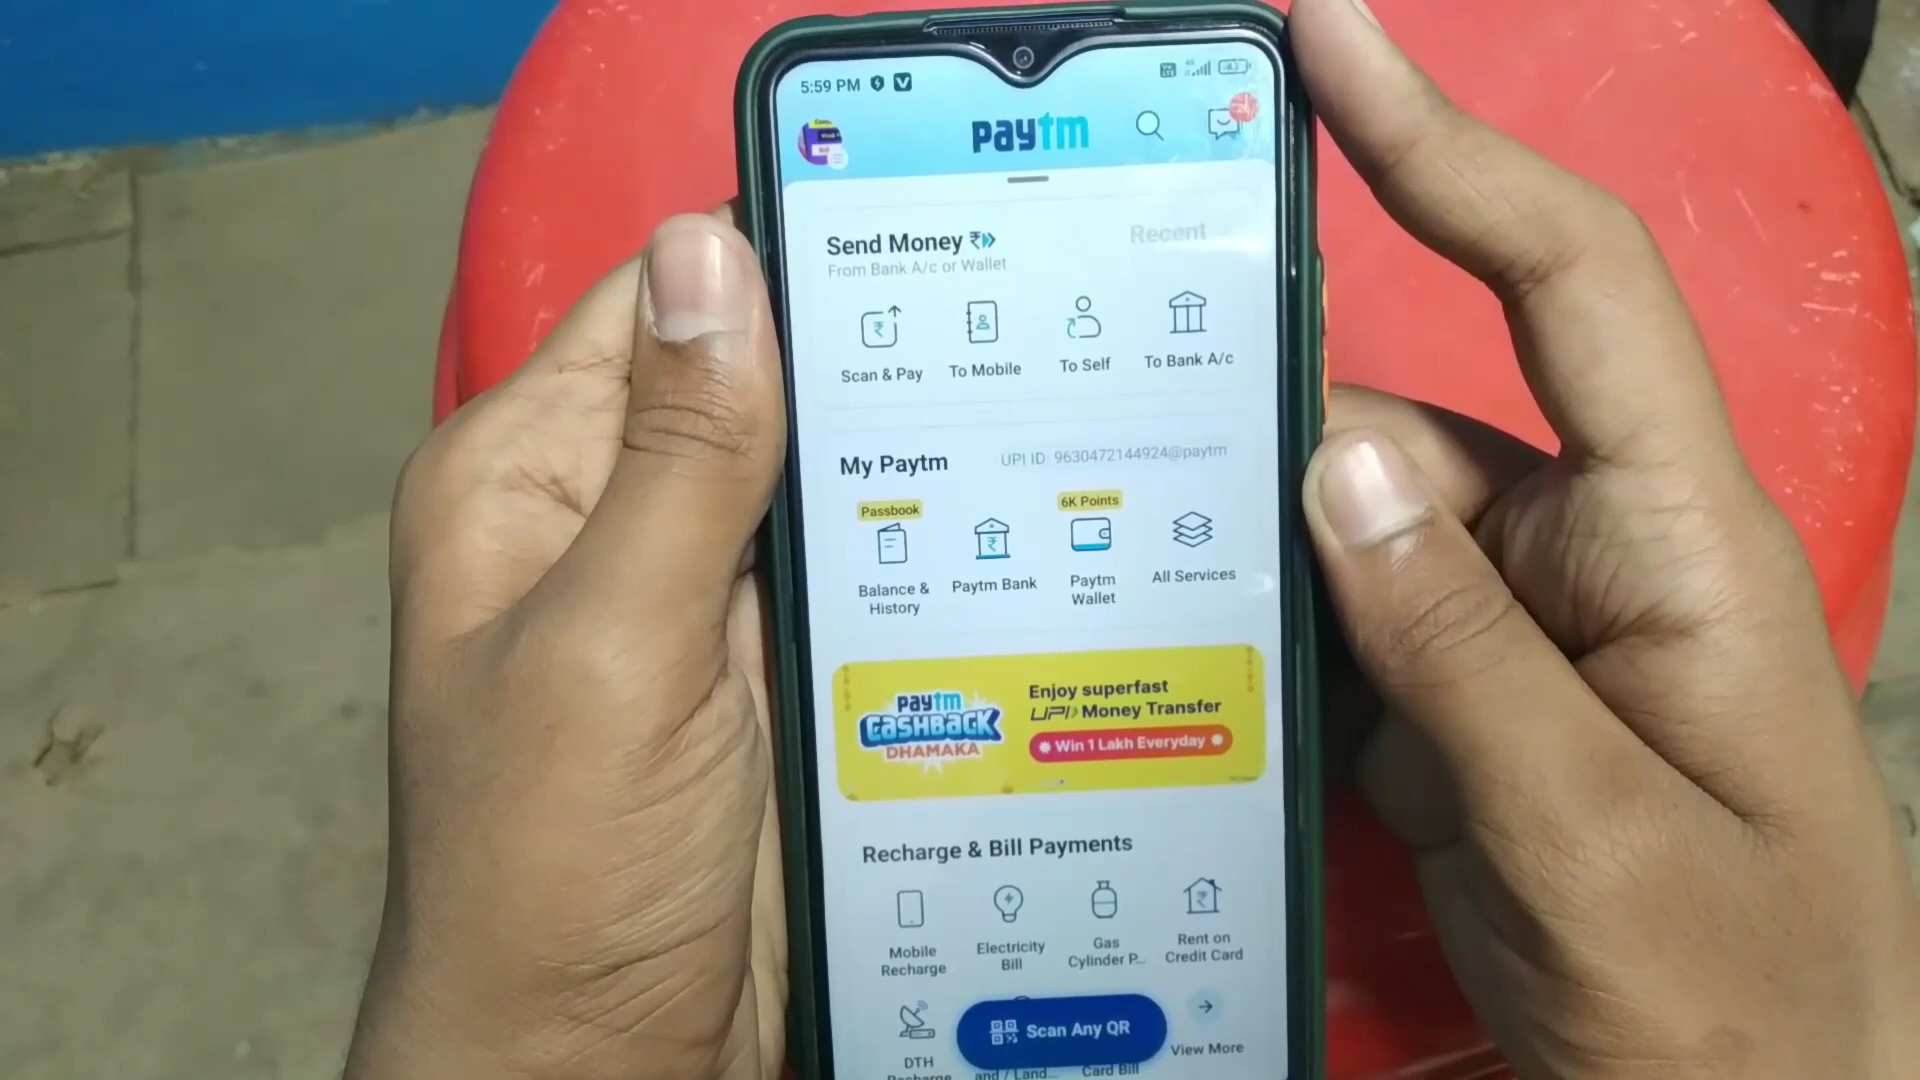 5:59 PM
paytm
Send Money
Recent
From Bank A/c or Wallet
Scan & Pay
To Mobile
To Self
To Bank A/c
My Paytm
UPI ID: 9630472144924@paytm
Passbook
6K Points
Balance &
History
Paytm Bank
Paytm
Wallet
All Services
paytm
CASHBACK
DHAMAKA
Enjoy superfast
UPI Money Transfer
Win 1 Lakh Everyday
Recharge & Bill Payments
Mobile
Recharge
Electricity
Bill
Gas
Cylinder P...
Rent on
Credit Card
Scan Any QR
DTH
Recharge
and / Land...
Card Bill
View More